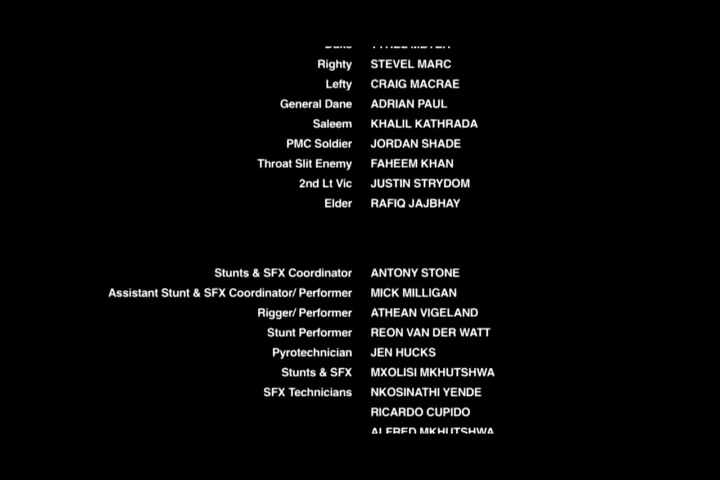 Righty STEVEL MARC
Lefty CRAIG MACRAE
General Dane ADRIAN PAUL
Saleem KHALIL KATHRADA
PMC Soldier JORDAN SHADE
Throat Slit Enemy FAHEEM KHAN
2nd Lt Vic JUSTIN STRYDOM
Elder RAFIQ JAJBHAY
Stunts & SFX Coordinator ANTONY STONE
Assistant Stunt & SFX Coordinator/ Performer MICK MILLIGAN
Rigger/ Performer ATHEAN VIGELAND
Stunt Performer REON VAN DER WATT
Pyrotechnician JEN HUCKS
Stunts & SFX MXOLISI MKHUTSHWA
SFX Technicians NKOSINATHI YENDE
RICARDO CUPIDO
ALFRED MKHUTSHWA